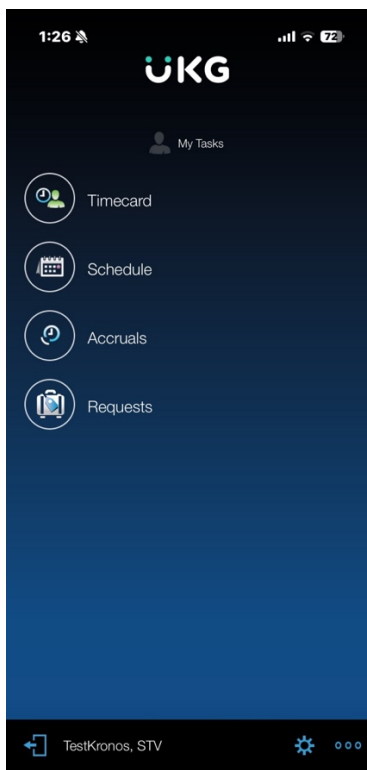 1:26
72
UKG
My Tasks
Timecard
Schedule
Accruals
Requests
TestKronos, STV